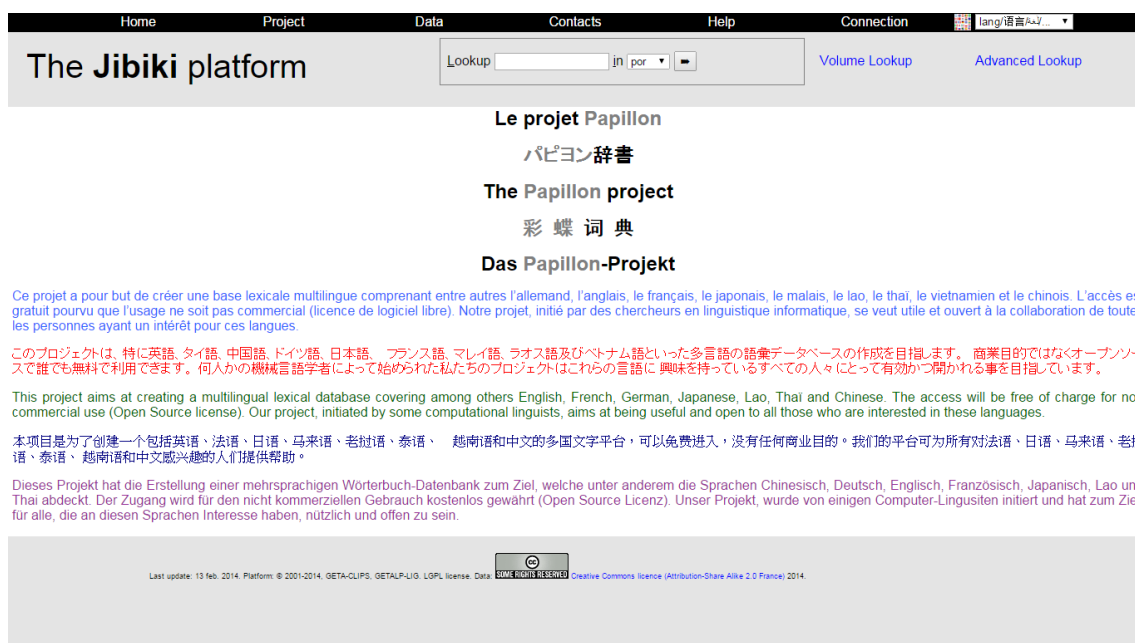 Home Project Data Contacts Help Connection lang/语言/لغة/...
The Jibiki platform Lookup in por Volume Lookup Advanced Lookup
Le projet Papillon
パピヨン辞書
The Papillon project
彩 蝶 词 典
Das Papillon-Projekt
Ce projet a pour but de créer une base lexicale multilingue comprenant entre autres l'allemand, l'anglais, le français, le japonais, le malais, le lao, le thaï, le vietnamien et le chinois. L'accès es
gratuit pourvu que l'usage ne soit pas commercial (licence de logiciel libre). Notre projet, initié par des chercheurs en linguistique informatique, se veut utile et ouvert à la collaboration de toute
les personnes ayant un intérêt pour ces langues.
このプロジェクトは、特に英語、タイ語、中国語、ドイツ語、日本語、 フランス語、マレイ語、ラオス語及びベトナム語といった多言語の語彙データベースの作成を目指します。 商業目的ではなくオープンソー
スで誰でも無料で利用できます。何人かの機械言語学者によって始められた私たちのプロジェクトはこれらの言語に 興味を持っているすべての人々にとって有効かつ開かれる事を目指しています。
This project aims at creating a multilingual lexical database covering among others English, French, German, Japanese, Lao, Thaï and Chinese. The access will be free of charge for no
commercial use (Open Source license). Our project, initiated by some computational linguists, aims at being useful and open to all those who are interested in these languages.
本项目是为了创建一个包括英语、法语、日语、马来语、老挝语、泰语、 越南语和中文的多国文字平台，可以免费进入，没有任何商业目的。我们的平台可为所有对法语、日语、马来语、老挝
语、泰语、 越南语和中文感兴趣的人们提供帮助。
Dieses Projekt hat die Erstellung einer mehrsprachigen Wörterbuch-Datenbank zum Ziel, welche unter anderem die Sprachen Chinesisch, Deutsch, Englisch, Französisch, Japanisch, Lao un
Thai abdeckt. Der Zugang wird für den nicht kommerziellen Gebrauch kostenlos gewährt (Open Source Licenz). Unser Projekt, wurde von einigen Computer-Lingusiten initiert und hat zum Zie
für alle, die an diesen Sprachen Interesse haben, nützlich und offen zu sein.
cc
Last update: 13 feb. 2014. Platform: © 2001-2014, GETA-CLIPS, GETALP-LIG. LGPL license. Data: SOME RIGHTS RESERVED Creative Commons licence (Attribution-Share Alike 2.0 France) 2014.